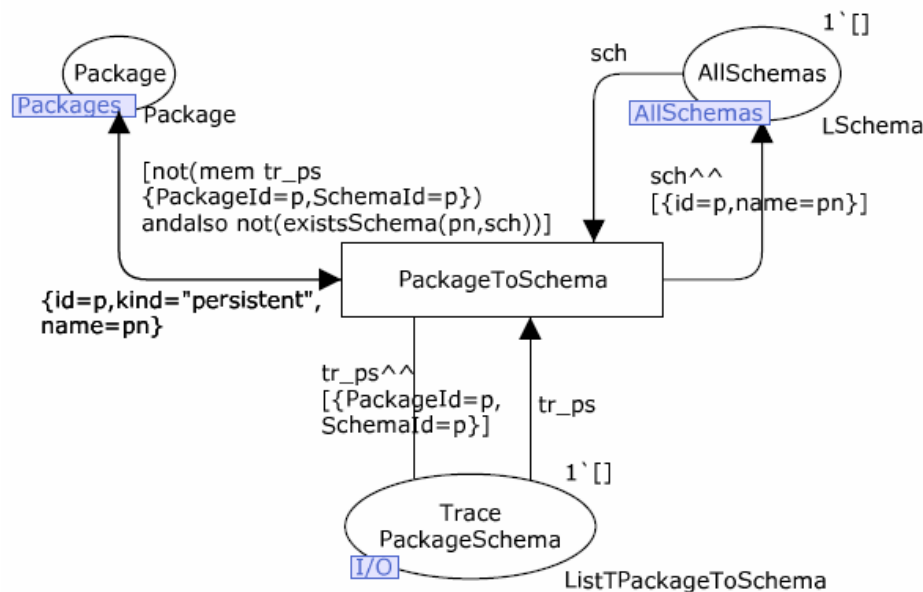 1`[]
sch
Package
AllSchemas
Packages
Package
AllSchemas
LSchema
[not(mem tr_ps
{PackageId=p,SchemaId=p})
andalso not(existsSchema(pn,sch))]
sch^^
[{id=p,name=pn}]
PackageToSchema
{id=p,kind="persistent",
name=pn}
tr_ps^^
[{PackageId=p,
SchemaId=p}]
tr_ps
1`[]
Trace
PackageSchema
I/O
ListTPackageToSchema